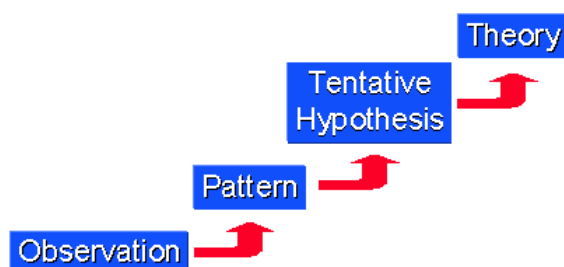 Theory
Tentative
Hypothesis
Pattern
Observation